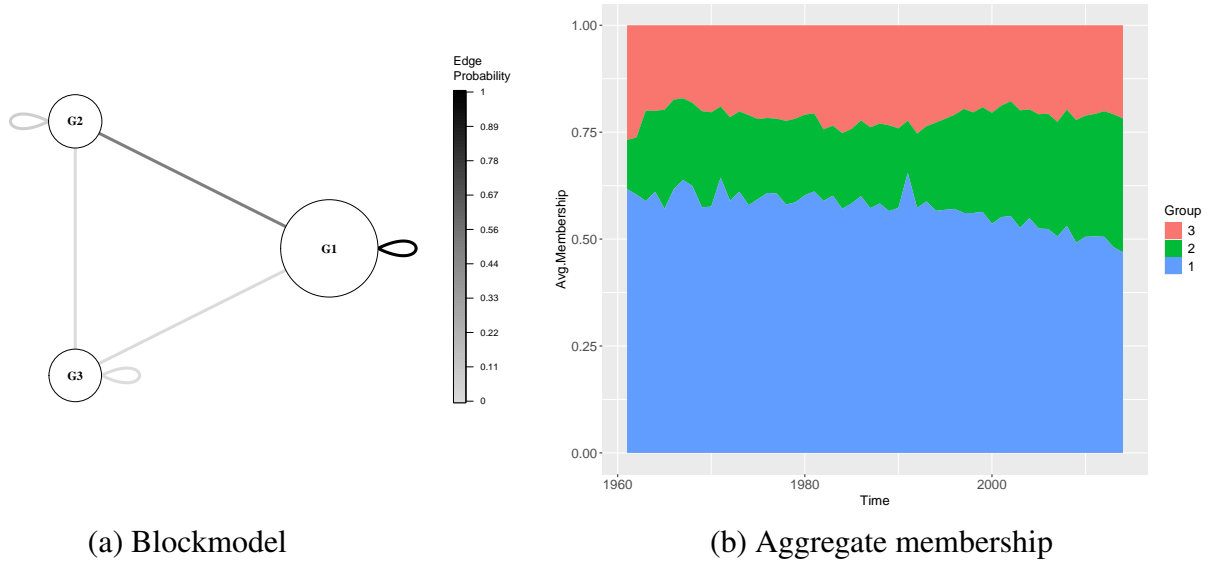 Edge
Probability
1
0.89
0.78
0.67
0.56
0.44
0.33
0.22
0.11
0
G2
G1
G3
(a) Blockmodel
1.00
0.75
0.50
0.25
0.00
Avg.Membership
1960
1980
2000
Time
Group
3
2
1
(b) Aggregate membership